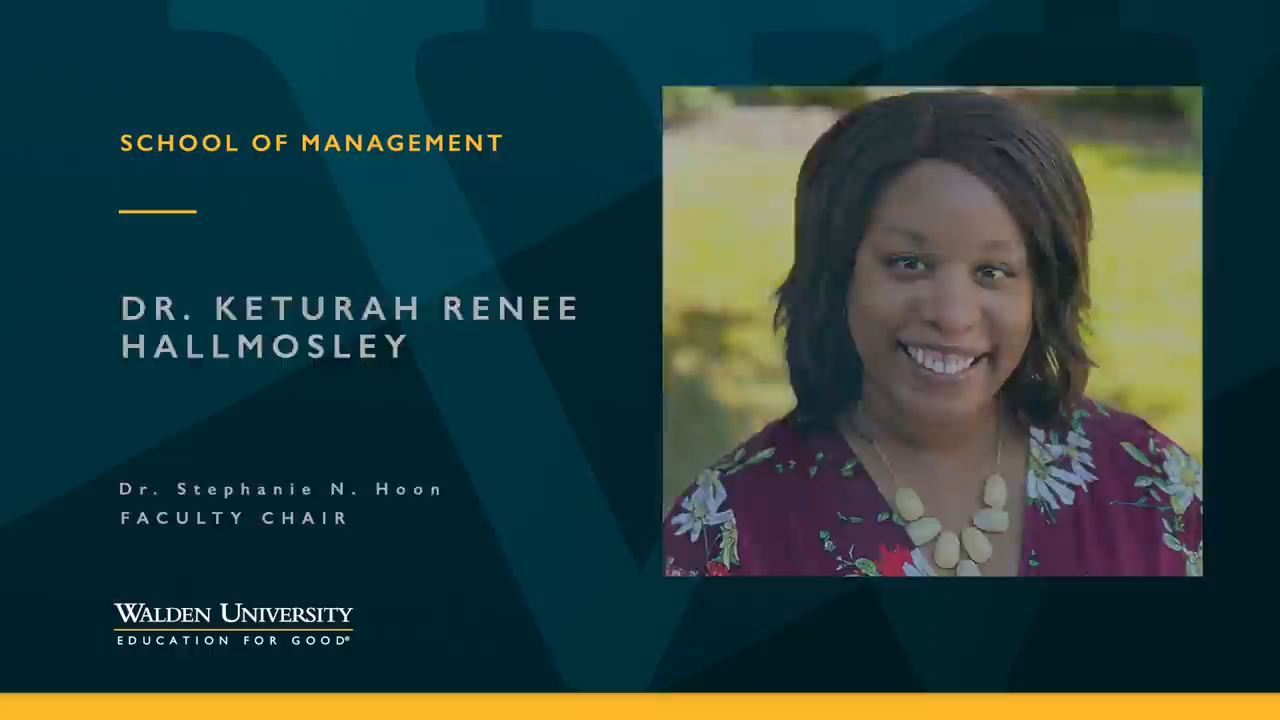 SCHOOL OF MANAGEMENT
DR. KETURAH RENEE
HALLMOSLEY
Dr. Stephanie N. Hoon
FACULTY CHAIR
WALDEN UNIVERSITY
EDUCATION FOR GOOD®